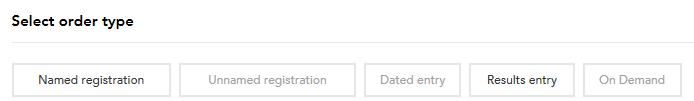 Select order type
Named registration Unnamed registration Dated entry Results entry On Demand